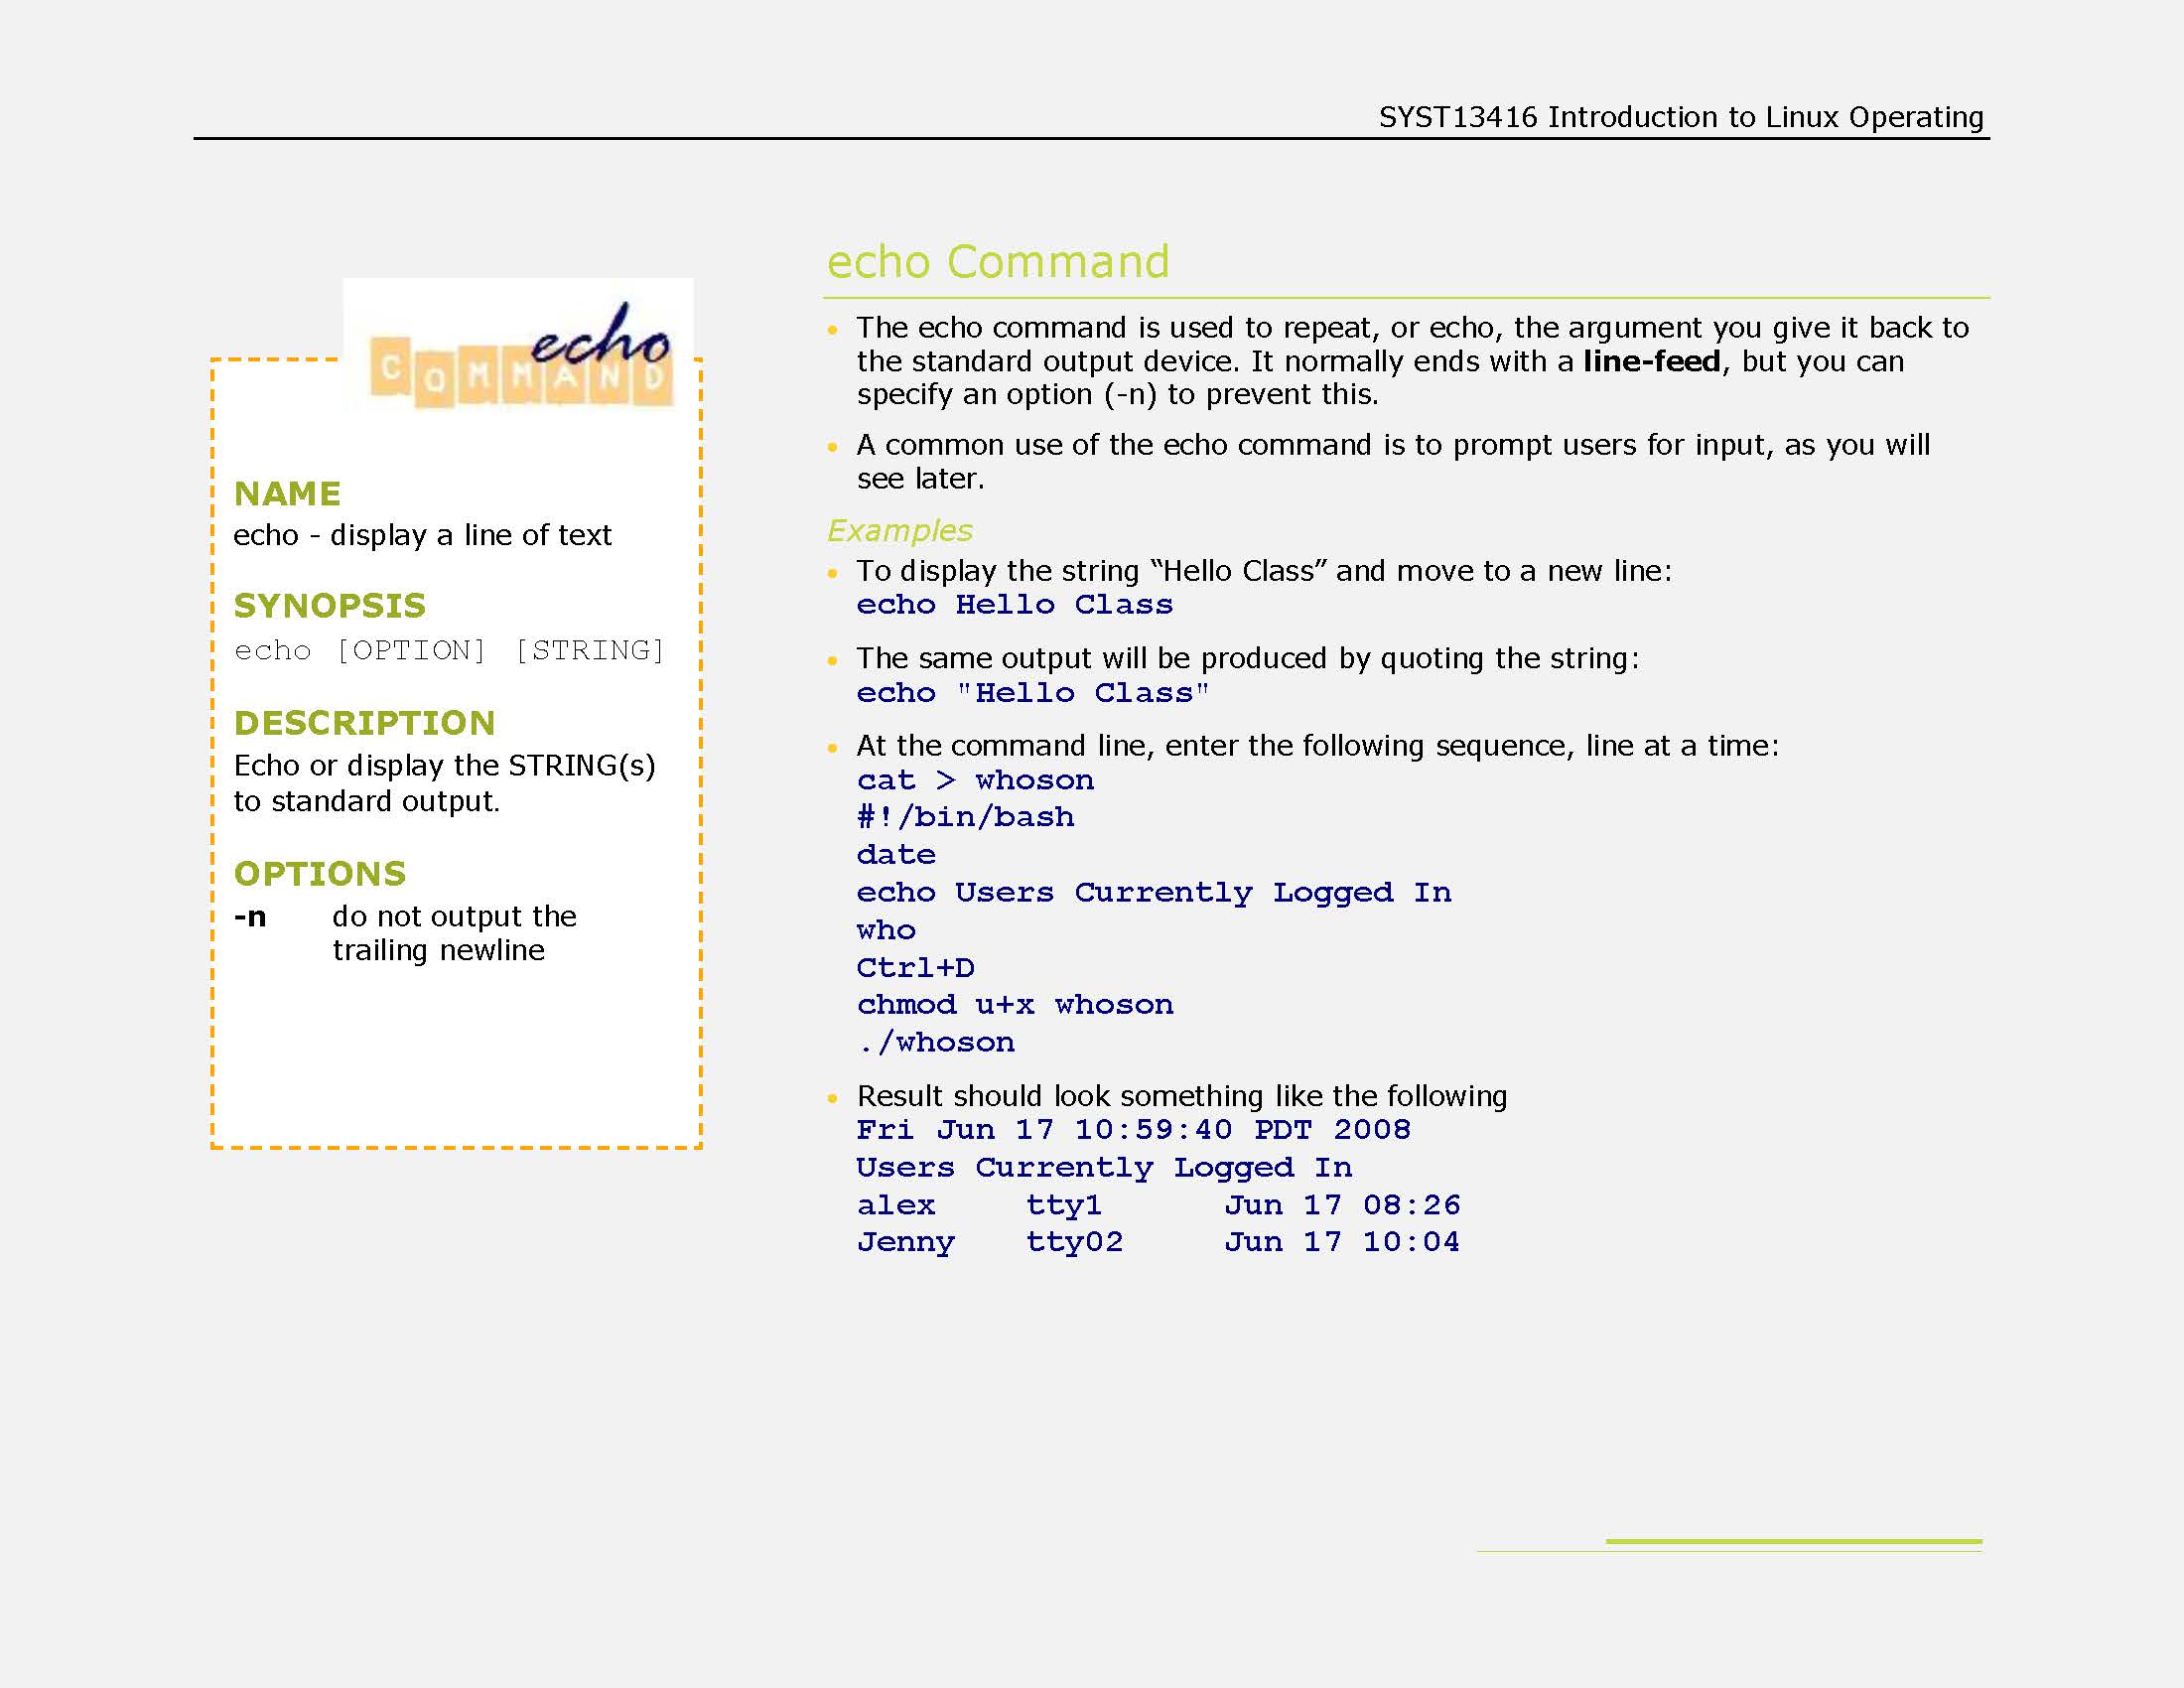 SYST13416 Introduction to Linux Operating
echo
COMMAND
NAME
echo - display a line of text
SYNOPSIS
echo [OPTION] [STRING]
DESCRIPTION
Echo or display the STRING(s)
to standard output.
OPTIONS
-n do not output the
trailing newline
echo Command
• The echo command is used to repeat, or echo, the argument you give it back to
the standard output device. It normally ends with a line-feed, but you can
specify an option (-n) to prevent this.
• A common use of the echo command is to prompt users for input, as you will
see later.
Examples
• To display the string “Hello Class” and move to a new line:
echo Hello Class
• The same output will be produced by quoting the string:
echo "Hello Class"
• At the command line, enter the following sequence, line at a time:
cat > whoson
#!/bin/bash
date
echo Users Currently Logged In
who
Ctrl+D
chmod u+x whoson
./whoson
• Result should look something like the following
Fri Jun 17 10:59:40 PDT 2008
Users Currently Logged In
alex tty1 Jun 17 08:26
Jenny tty02 Jun 17 10:04